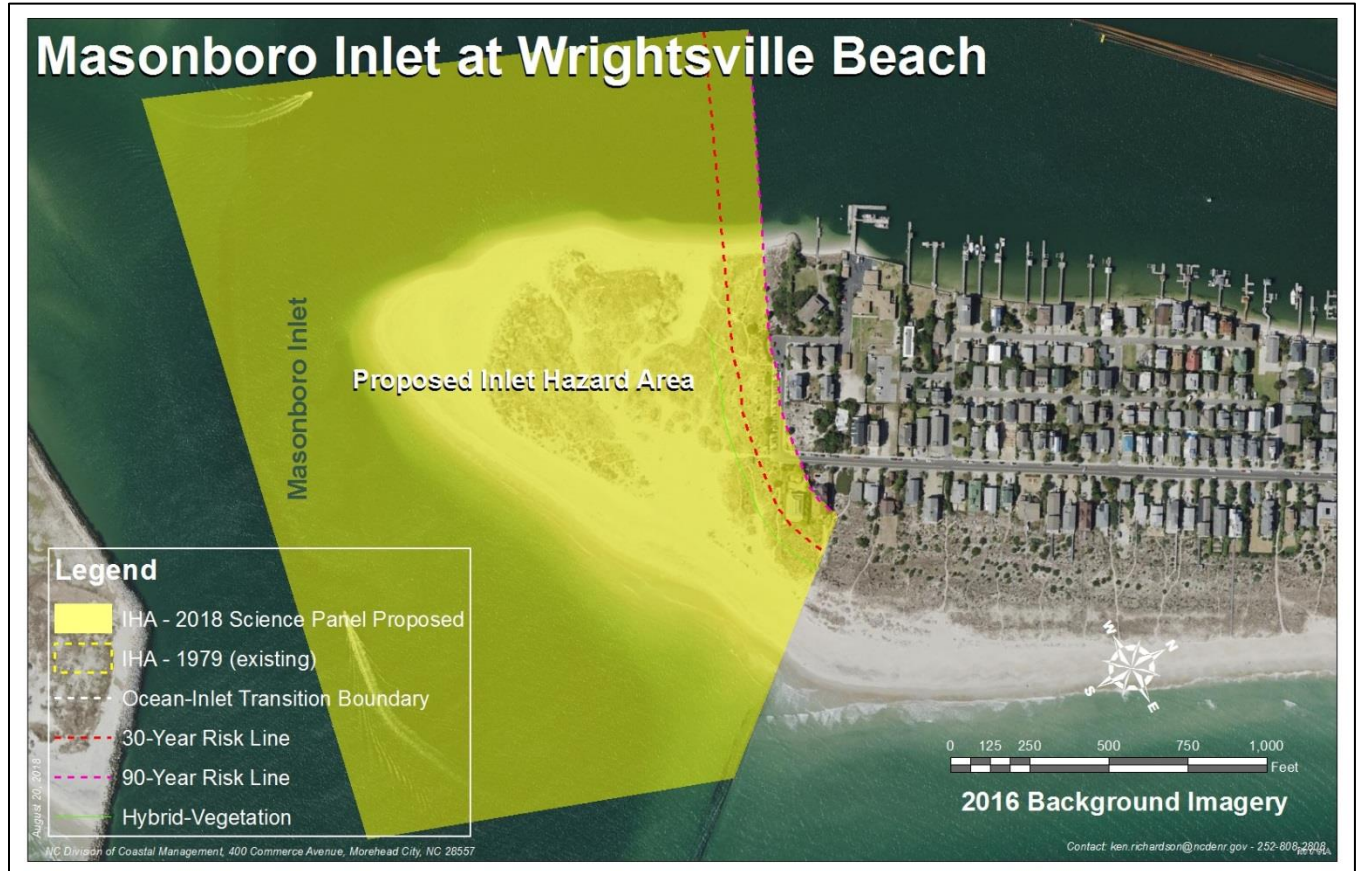 Masonboro Inlet at Wrightsville Beach
Masonboro Inlet
Proposed Inlet Hazard Area
Legend
IHA - 2018 Science Panel Proposed
IHA - 1979 (existing)
Ocean-Inlet Transition Boundary
30-Year Risk Line
90-Year Risk Line
Hybrid-Vegetation
W
N
S
E
0 125 250 500 750 1,000
Feet
2016 Background Imagery
August 20, 2018
NC Division of Coastal Management, 400 Commerce Avenue, Morehead City, NC 28557
Contact: ken.richardson@ncdenr.gov - 252-808-2808